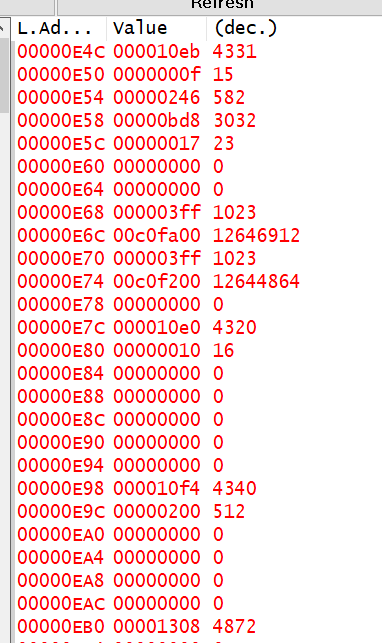 Refresh
L.Ad... Value (dec.)
00000E4C 000010eb 4331
00000E50 0000000f 15
00000E54 00000246 582
00000E58 00000bd8 3032
00000E5C 00000017 23
00000E60 00000000 0
00000E64 00000000 0
00000E68 000003ff 1023
00000E6C 00c0fa00 12646912
00000E70 000003ff 1023
00000E74 00c0f200 12644864
00000E78 00000000 0
00000E7C 000010e0 4320
00000E80 00000010 16
00000E84 00000000 0
00000E88 00000000 0
00000E8C 00000000 0
00000E90 00000000 0
00000E94 00000000 0
00000E98 000010f4 4340
00000E9C 00000200 512
00000EA0 00000000 0
00000EA4 00000000 0
00000EA8 00000000 0
00000EAC 00000000 0
00000EB0 00001308 4872